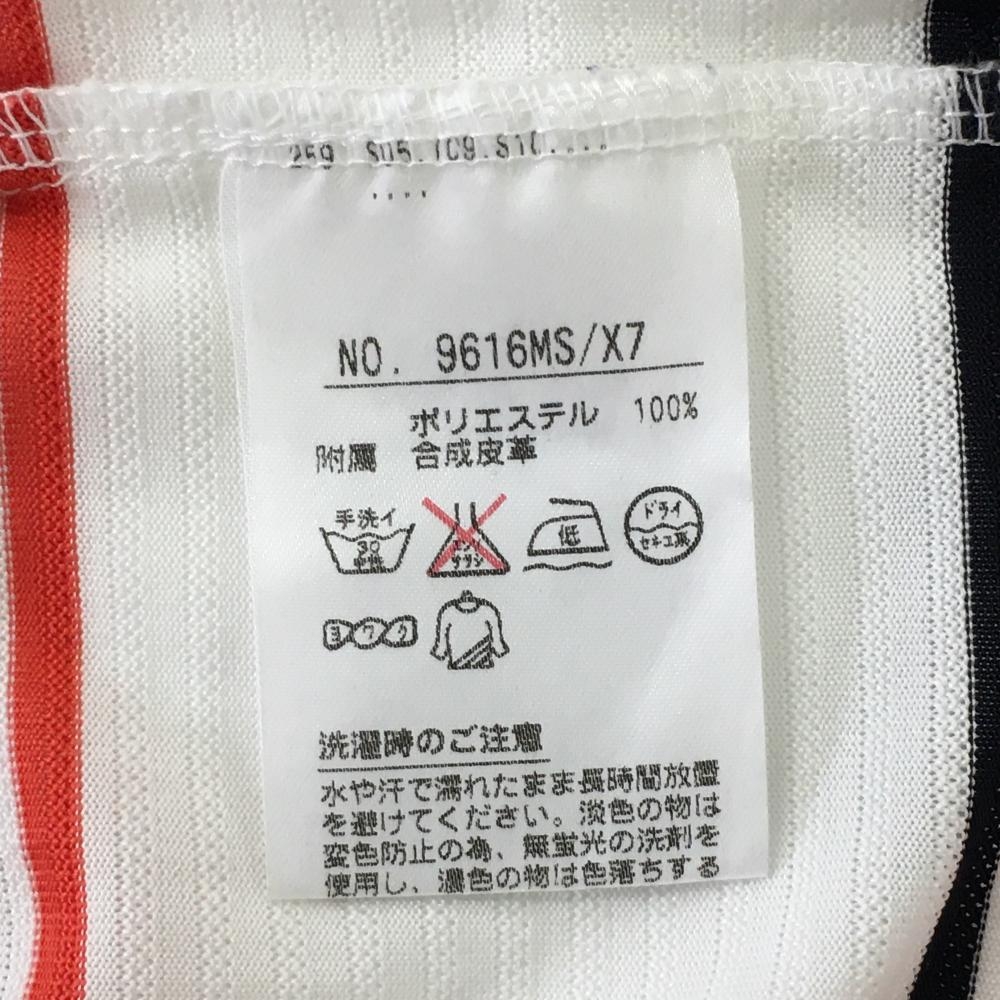 NO. 9616MS/X7
ポリエステル 100%
附属 合成皮革
手洗イ
30
中性
サラシ
低
ドライ
セキユ系
ヨワク
洗濯時のご注意
水や汗で濡れたまま長時間放置
を避けてください。淡色の物は
変色防止の為、無蛍光の洗剤を
使用し、濃色の物は色落ちする